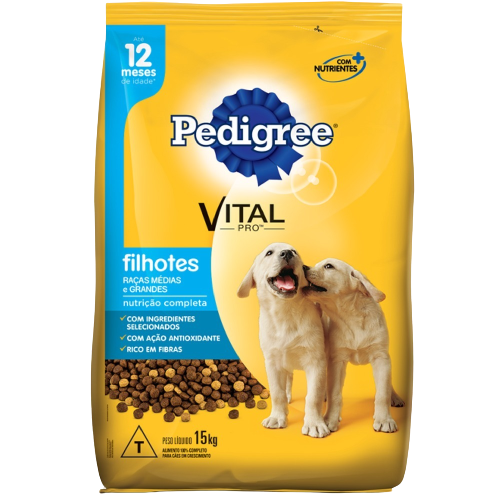 Até
12
meses
de idade*
COM
NUTRIENTES+
Pedigree®
VITAL
PRO™
filhotes
RAÇAS MÉDIAS
e GRANDES
nutrição completa
✓ COM INGREDIENTES
SELECIONADOS
✓ COM AÇÃO ANTIOXIDANTE
✓ RICO EM FIBRAS
T
PESO LÍQUIDO 15kg
ALIMENTO 100% COMPLETO
PARA CÃES EM CRESCIMENTO